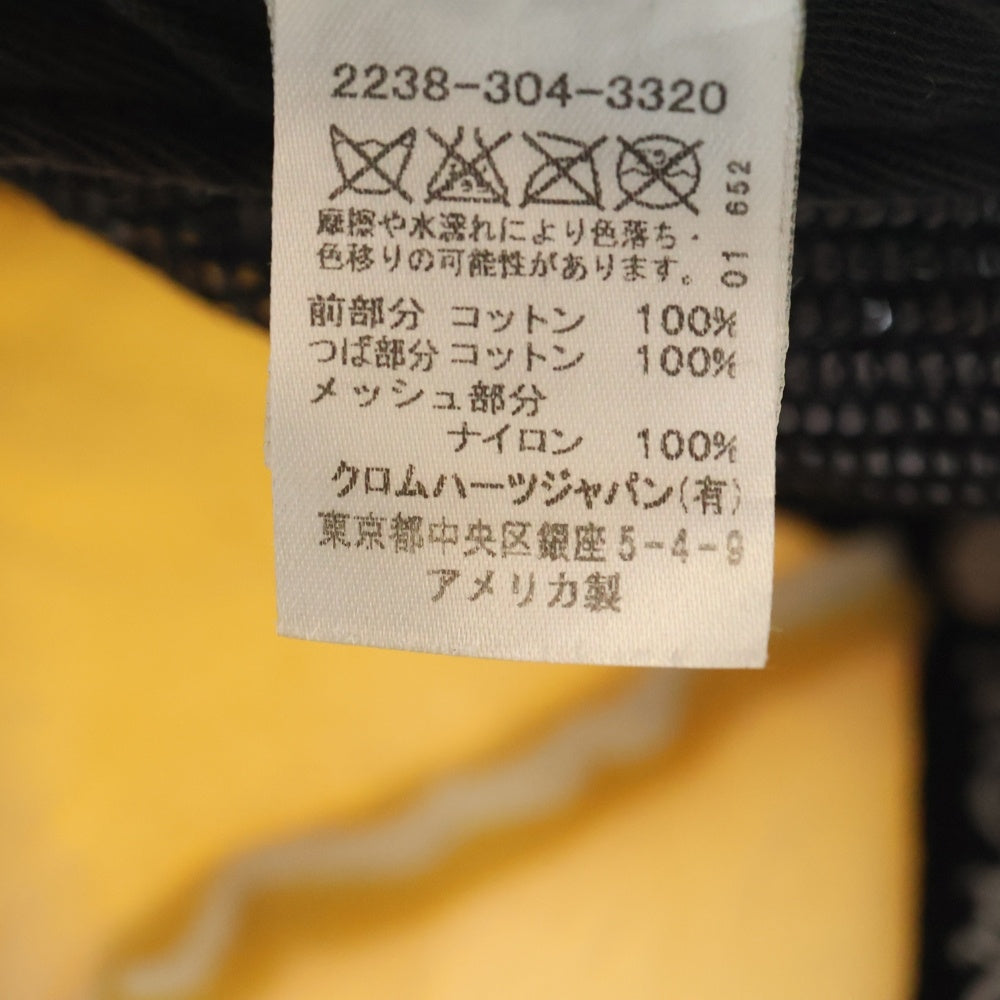 2238-304-3320
摩擦や水濡れにより色落ち・
色移りの可能性があります。
01 652
前部分 コットン 100%
つば部分 コットン 100%
メッシュ部分
ナイロン 100%
クロムハーツジャパン(有)
東京都中央区銀座5-4-9
アメリカ製